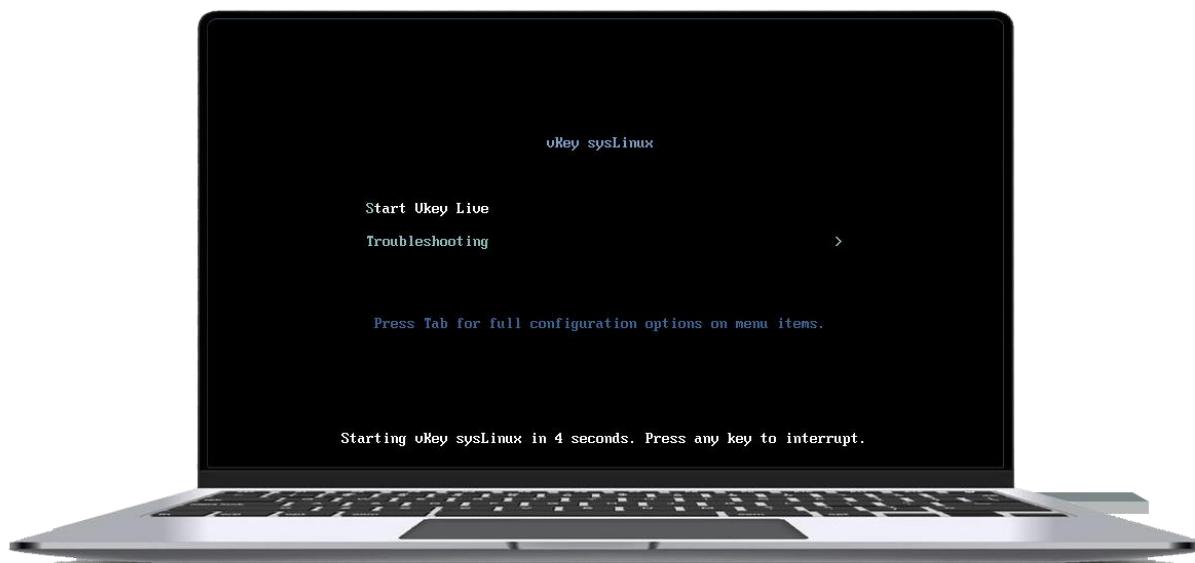 vKey sysLinux
Start Vkey Live
Troubleshooting >
Press Tab for full configuration options on menu items.
Starting vKey sysLinux in 4 seconds. Press any key to interrupt.